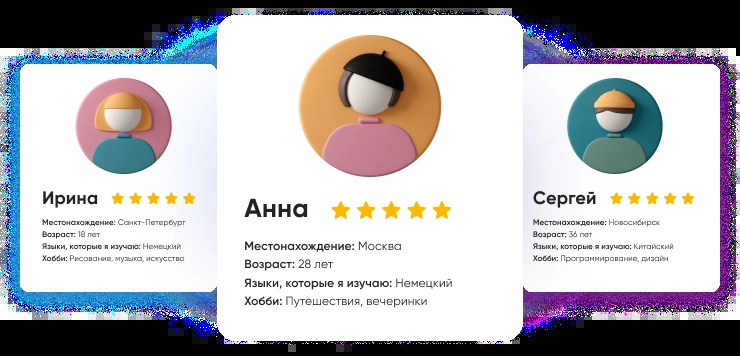 Ирина
Местонахождение: Санкт-Петербург
Возраст: 18 лет
Языки, которые я изучаю: Немецкий
Хобби: Рисование, музыка, искусство
Анна
Местонахождение: Москва
Возраст: 28 лет
Языки, которые я изучаю: Немецкий
Хобби: Путешествия, вечеринки
Сергей
Местонахождение: Новосибирск
Возраст: 36 лет
Языки, которые я изучаю: Китайский
Хобби: Программирование, дизайн